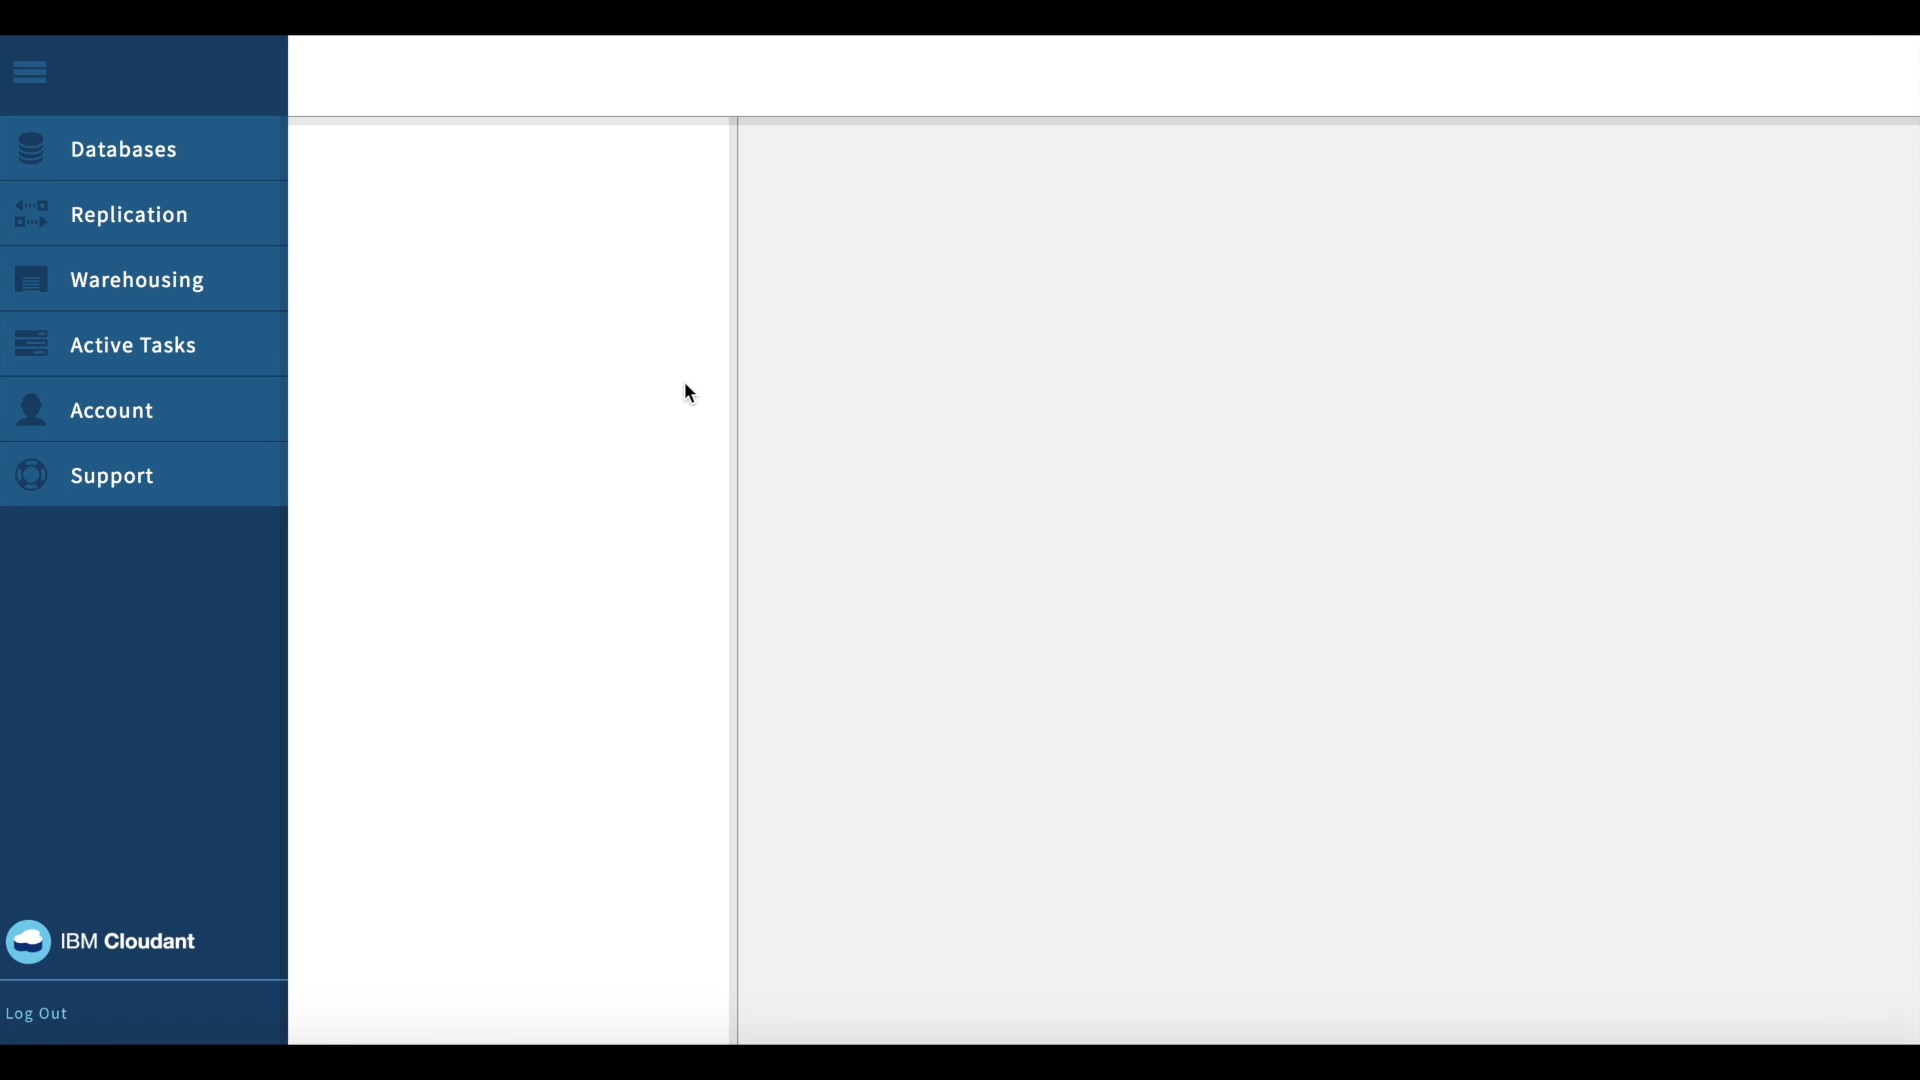 Databases
Replication
Warehousing
Active Tasks
Account
Support
IBM Cloudant
Log Out